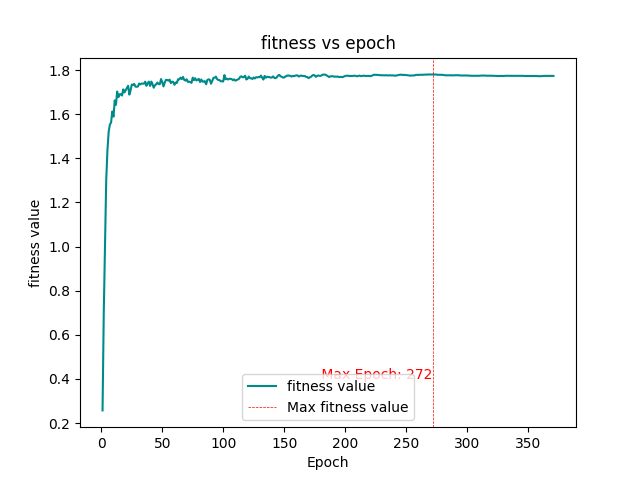 fitness vs epoch
1.8
1.6
1.4
1.2
1.0
0.8
0.6
0.4
0.2
fitness value
Max Epoch: 272
fitness value
Max fitness value
0 50 100 150 200 250 300 350
Epoch